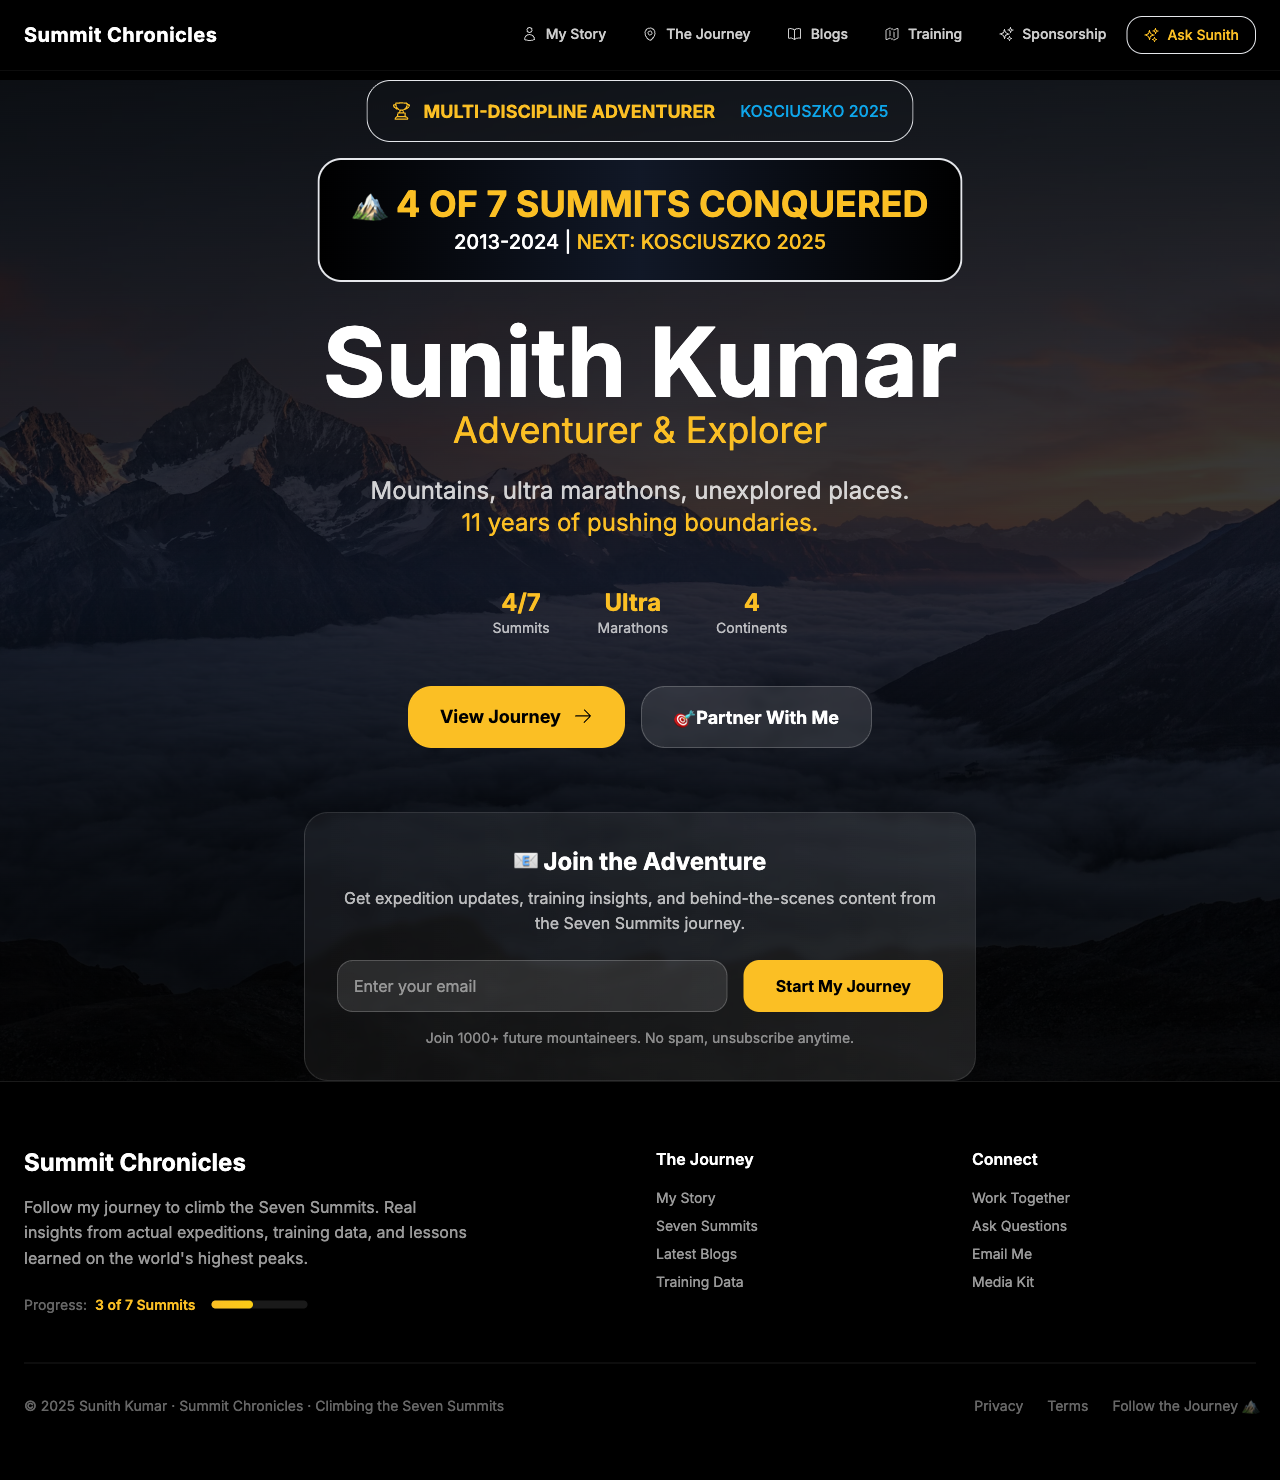 Summit Chronicles
My Story
The Journey
Blogs
Training
Sponsorship
Ask Sunith
MULTI-DISCIPLINE ADVENTURER KOSCIUSZKO 2025
4 OF 7 SUMMITS CONQUERED
2013-2024 | NEXT: KOSCIUSZKO 2025
Sunith Kumar
Adventurer & Explorer
Mountains, ultra marathons, unexplored places.
11 years of pushing boundaries.
4/7
Summits
Ultra
Marathons
4
Continents
View Journey →
Partner With Me
Join the Adventure
Get expedition updates, training insights, and behind-the-scenes content from
the Seven Summits journey.
Enter your email
Start My Journey
Join 1000+ future mountaineers. No spam, unsubscribe anytime.
Summit Chronicles
Follow my journey to climb the Seven Summits. Real
insights from actual expeditions, training data, and lessons
learned on the world's highest peaks.
Progress: 3 of 7 Summits
The Journey
My Story
Seven Summits
Latest Blogs
Training Data
Connect
Work Together
Ask Questions
Email Me
Media Kit
© 2025 Sunith Kumar · Summit Chronicles · Climbing the Seven Summits
Privacy
Terms
Follow the Journey